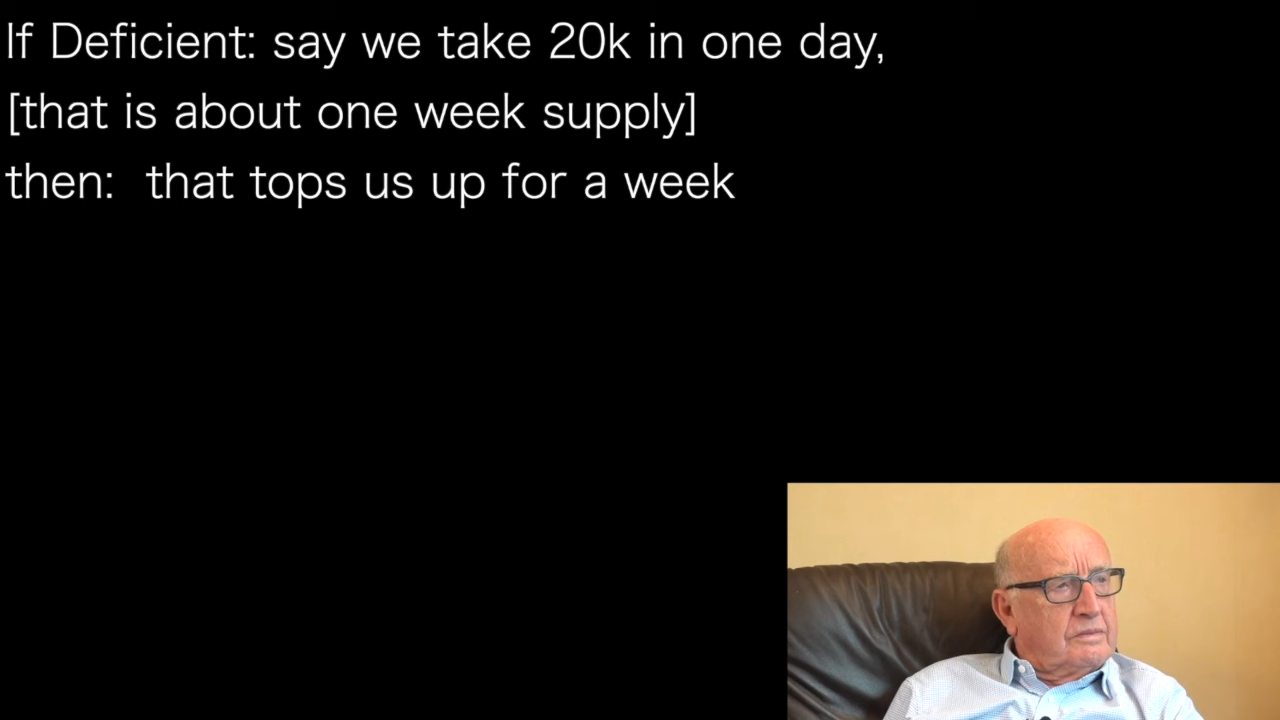 If Deficient: say we take 20k in one day,
[that is about one week supply]
then: that tops us up for a week